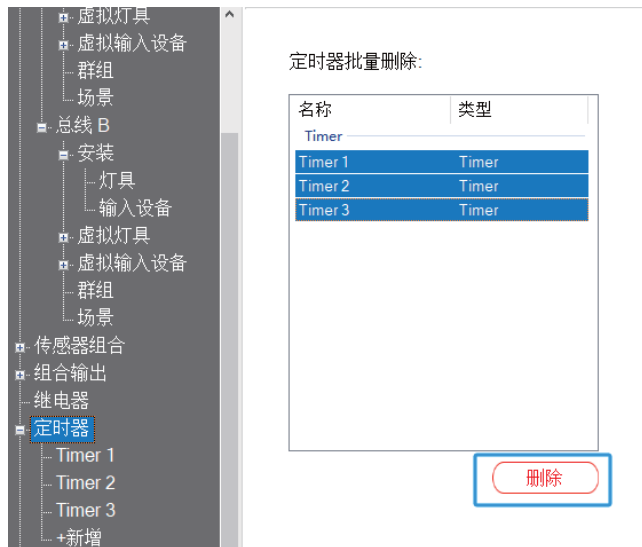 虚拟灯具
虚拟输入设备
群组
场景
总线 B
安装
灯具
输入设备
虚拟灯具
虚拟输入设备
群组
场景
传感器组合
组合输出
继电器
定时器
Timer 1
Timer 2
Timer 3
+新增
定时器批量删除:
名称 类型
Timer
Timer 1 Timer
Timer 2 Timer
Timer 3 Timer
删除